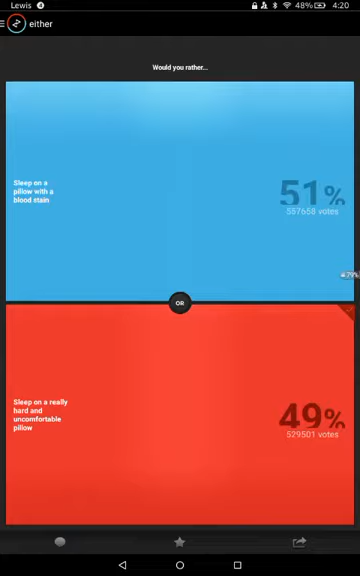 Lewis
48%
4:20
either
Would you rather...
Sleep on a
pillow with a
blood stain
51%
557658 votes
79%
OR
Sleep on a really
hard and
uncomfortable
pillow
49%
529501 votes